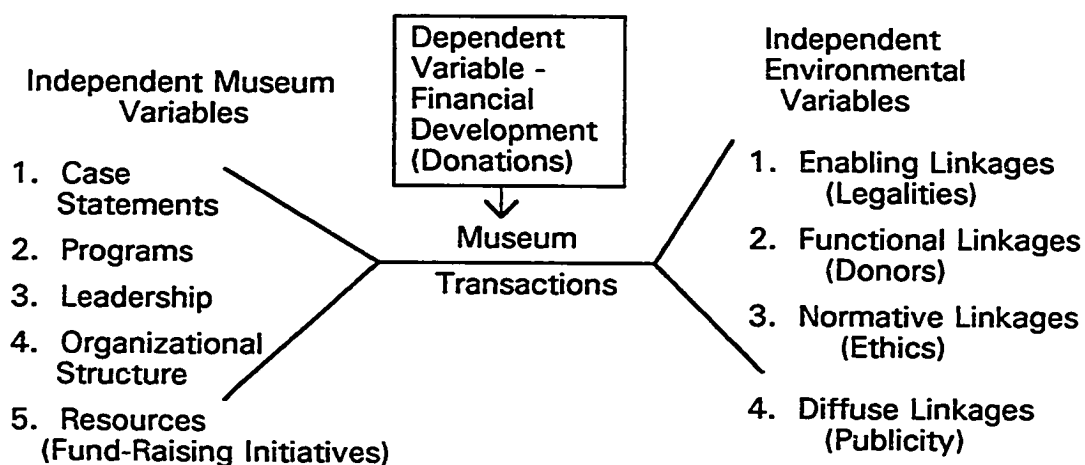 Independent Museum
Variables
1. Case
Statements
2. Programs
3. Leadership
4. Organizational
Structure
5. Resources
(Fund-Raising Initiatives)
Dependent
Variable -
Financial
Development
(Donations)
Museum
Transactions
Independent
Environmental
Variables
1. Enabling Linkages
(Legalities)
2. Functional Linkages
(Donors)
3. Normative Linkages
(Ethics)
4. Diffuse Linkages
(Publicity)